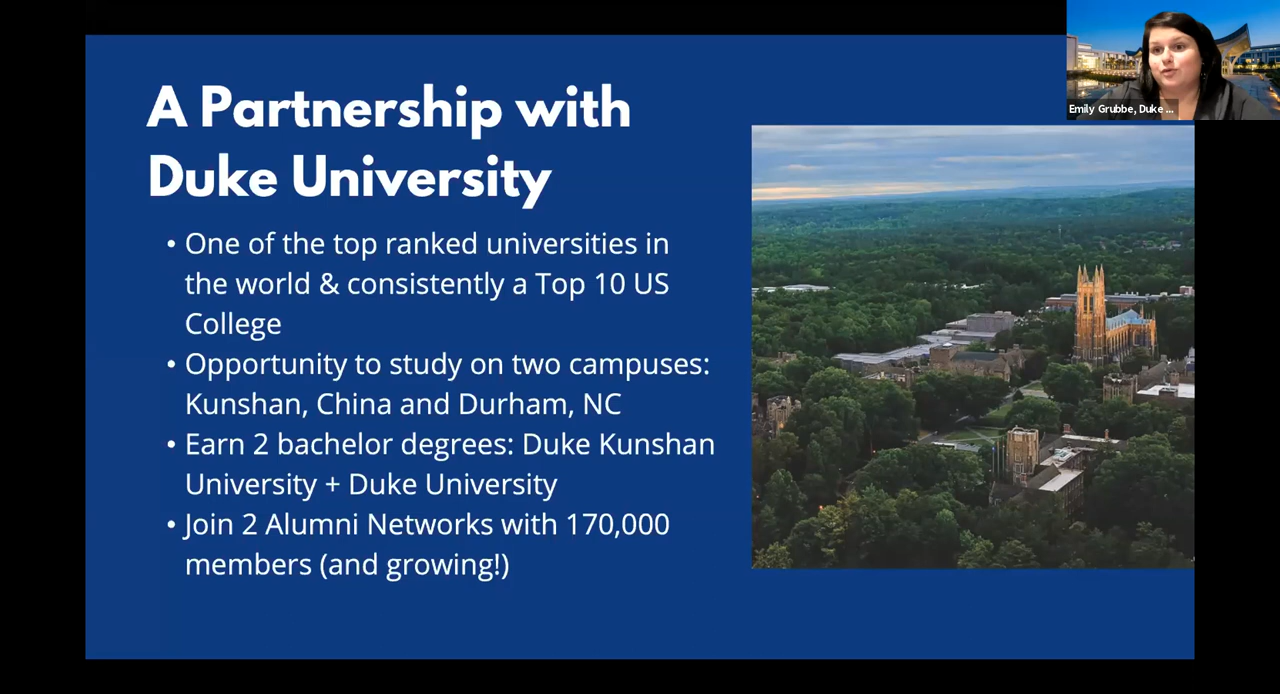 A Partnership with
Duke University
• One of the top ranked universities in
the world & consistently a Top 10 US
College
• Opportunity to study on two campuses:
Kunshan, China and Durham, NC
• Earn 2 bachelor degrees: Duke Kunshan
University + Duke University
• Join 2 Alumni Networks with 170,000
members (and growing!)
Emily Grubbe, Duke ...